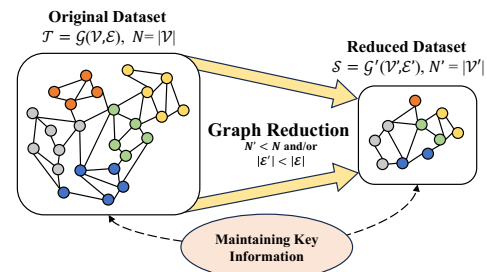 Original Dataset
𝒯 = 𝒢(𝒱,ℰ), N = |𝒱|
Reduced Dataset
𝒮 = 𝒢′(𝒱′,ℰ′), N′ = |𝒱′|
Graph Reduction
N′ < N and/or
|ℰ′| < |ℰ|
Maintaining Key
Information